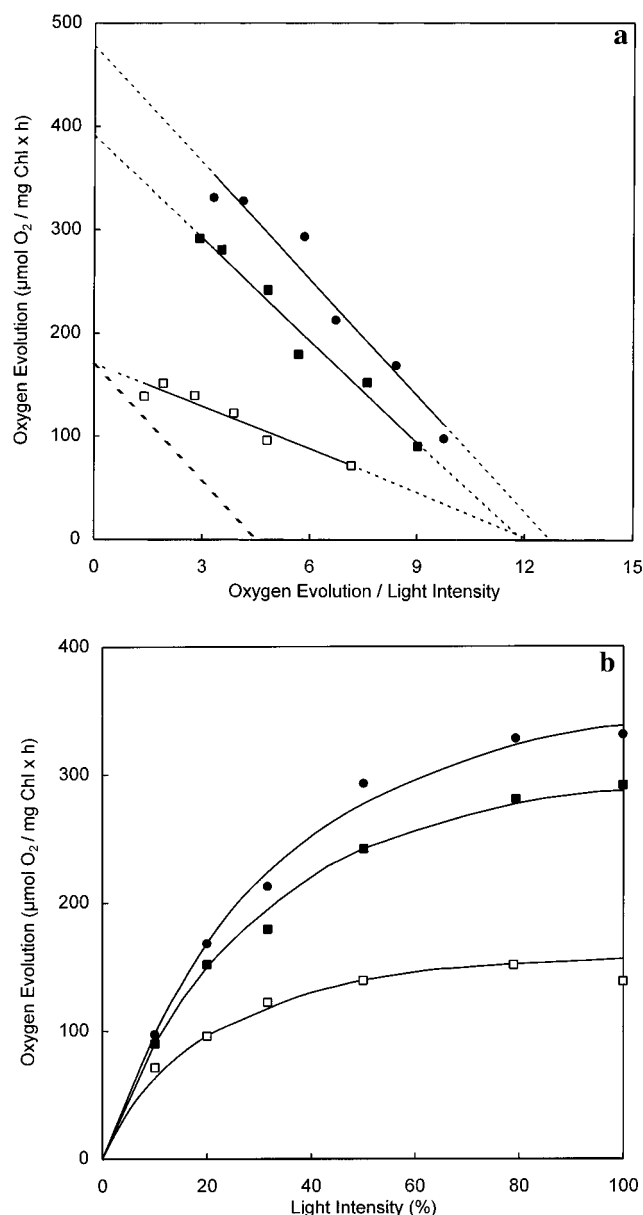 a
500
400
300
200
100
0
Oxygen Evolution (μmol O₂ / mg Chl x h)
0 3 6 9 12 15
Oxygen Evolution / Light Intensity
b
400
300
200
100
0
Oxygen Evolution (μmol O₂ / mg Chl x h)
0 20 40 60 80 100
Light Intensity (%)